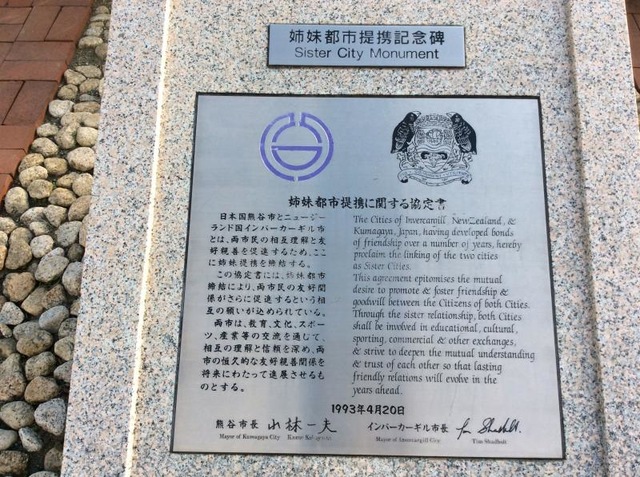 姉妹都市提携記念碑
Sister City Monument
姉妹都市提携に関する協定書
日本国熊谷市とニュージー
ランド国インバーカーギル市
とは、両市民の相互理解と友
好親善を促進するため、ここ
に姉妹提携を締結する。
この協定書には、姉妹都市
締結により、両市民の友好関
係がさらに促進するという相
互の願いが込められている。
両市は、教育、文化、スポー
ツ、産業等の交流を通して、
相互の理解と信頼を深め、両
市の恒久的な友好親善関係を
将来にわたって進展させるも
のとする。
The Cities of Invercargill New Zealand, &
Kumagaya, Japan, having developed bonds
of friendship over a number of years, hereby
proclaim the linking of the two cities
as Sister Cities.
This agreement epitomises the mutual
desire to promote & foster friendship &
goodwill between the Citizens of both Cities.
Through the sister relationship, both Cities
shall be involved in educational, cultural,
sporting, commercial & other exchanges,
& strive to deepen the mutual understanding
& trust of each other so that lasting
friendly relations will evolve in the
years ahead.
1993年4月20日
熊谷市長 小林一夫
Mayor of Kumagaya City
インバーカーギル市長 Tim Shadbolt
Mayor of Invercargill City Tim Shadbolt